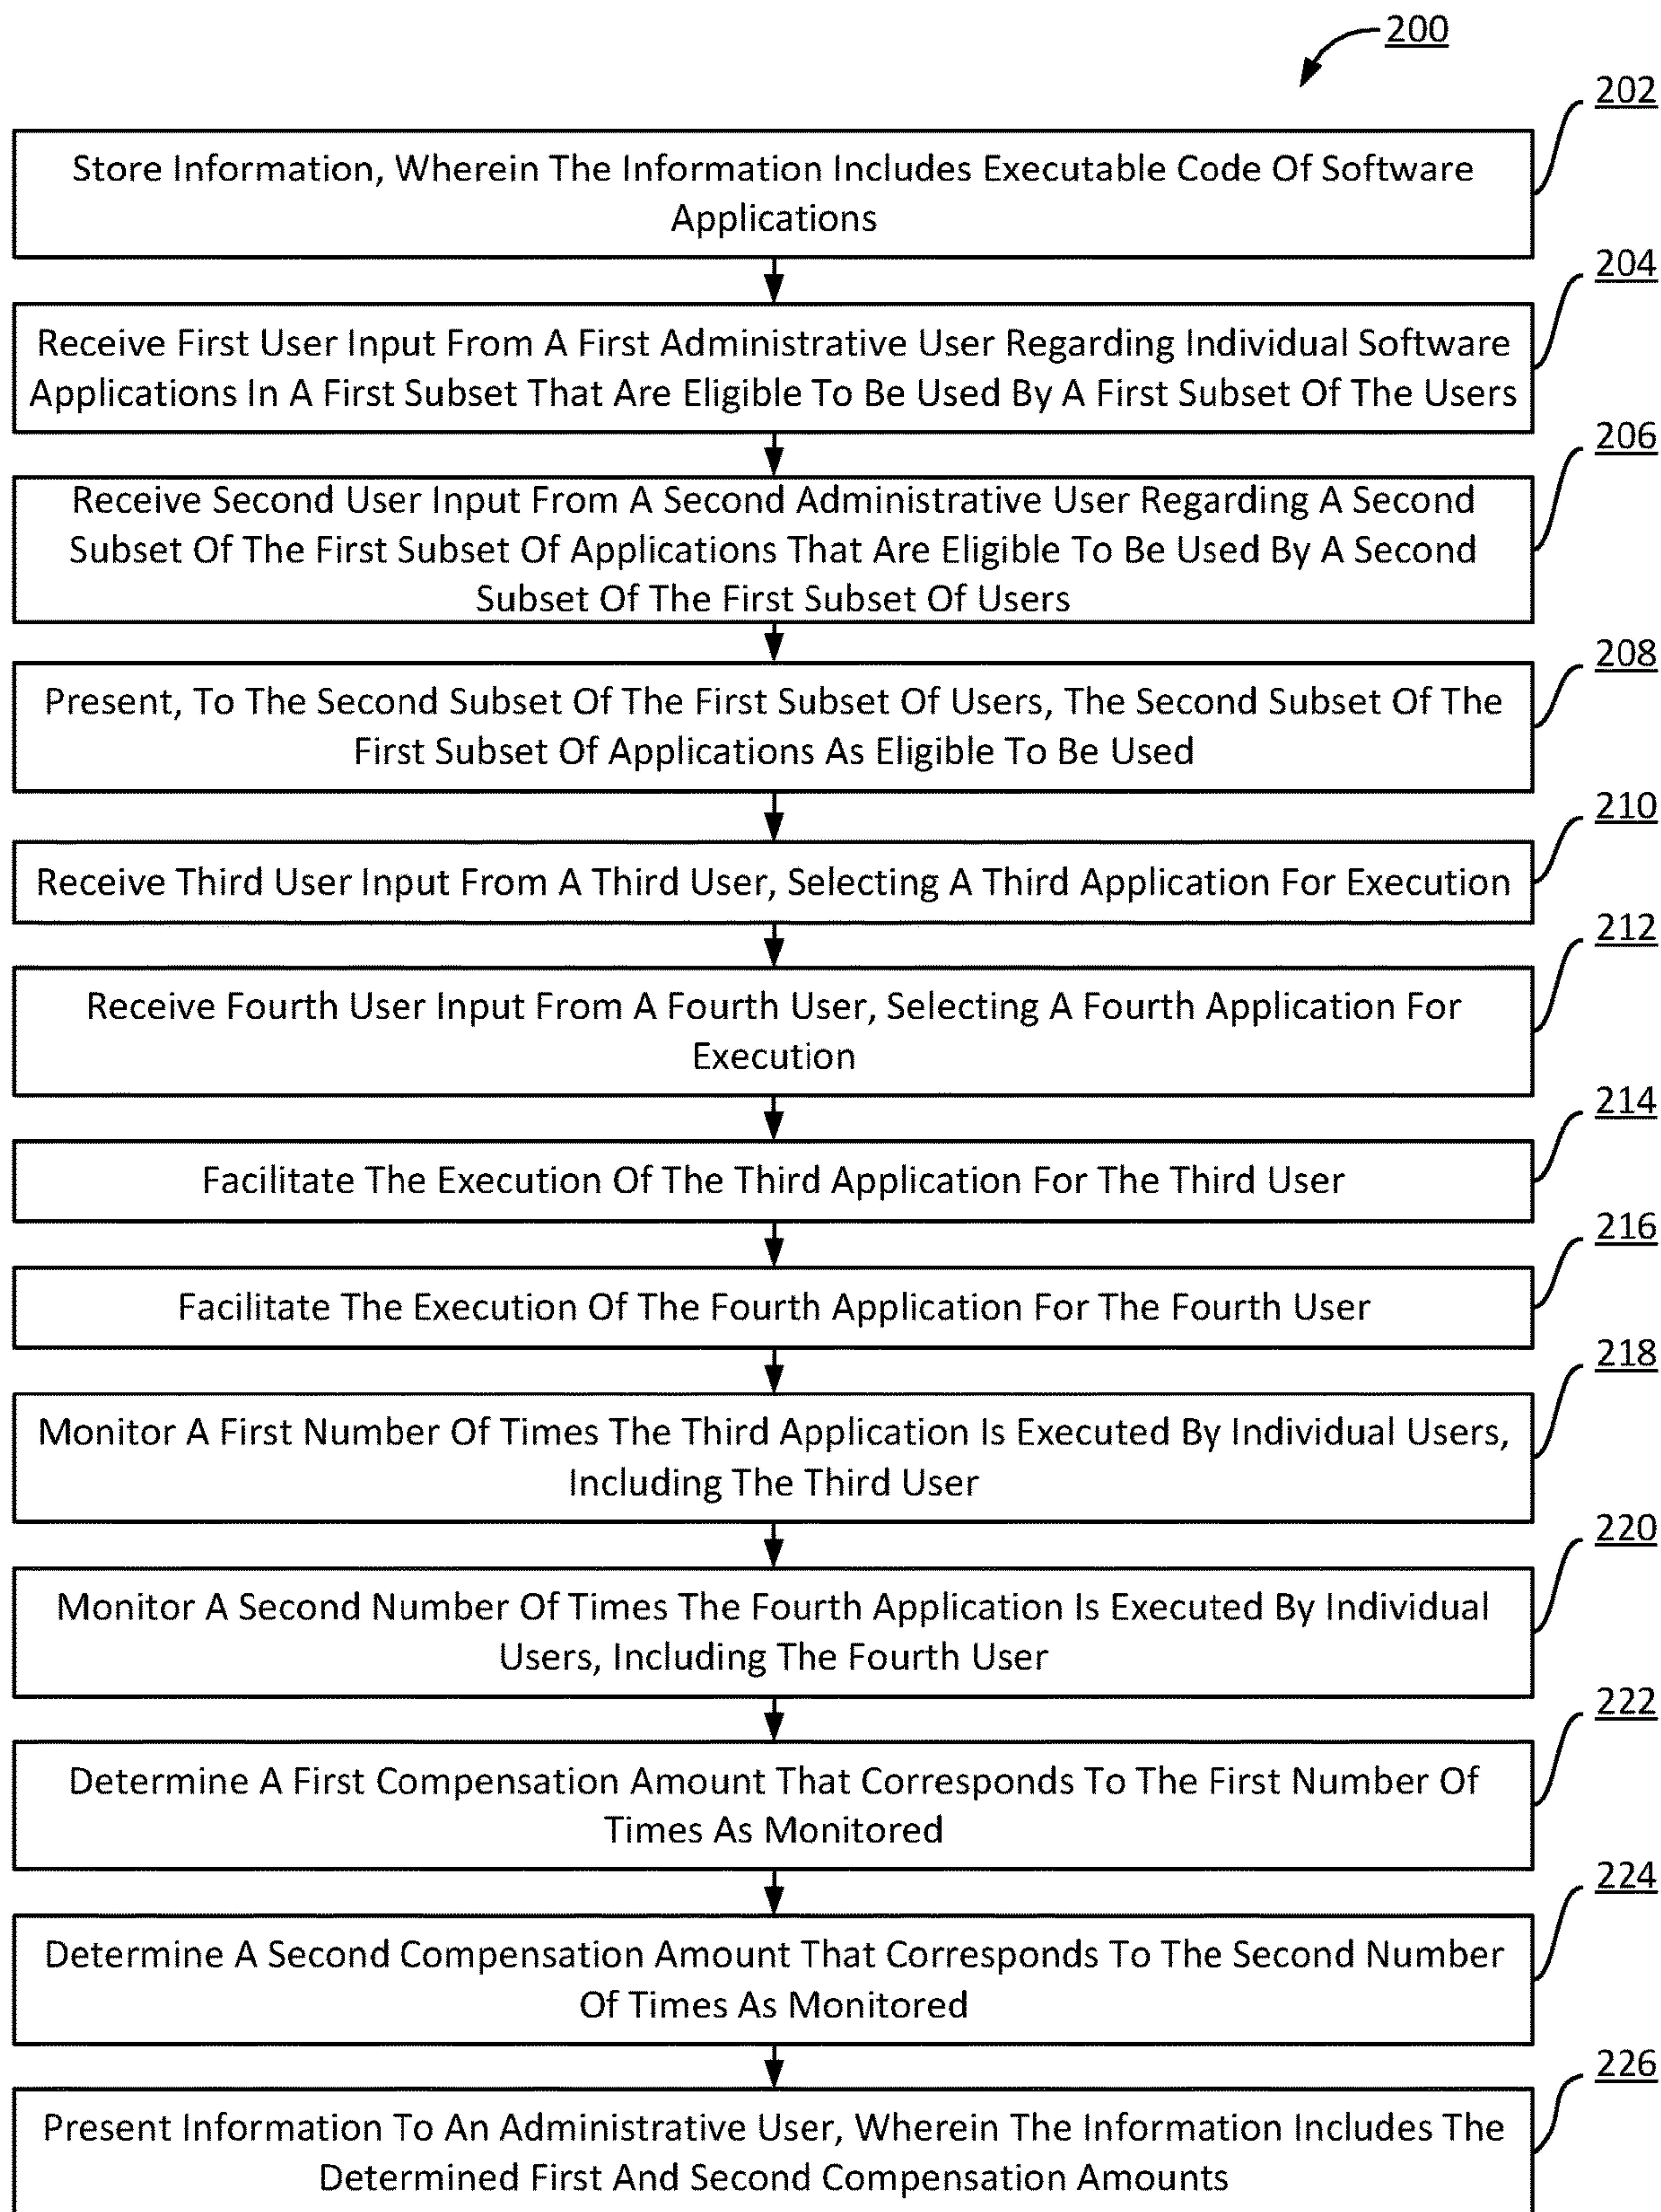 200
202
Store Information, Wherein The Information Includes Executable Code Of Software
Applications
204
Receive First User Input From A First Administrative User Regarding Individual Software
Applications In A First Subset That Are Eligible To Be Used By A First Subset Of The Users
206
Receive Second User Input From A Second Administrative User Regarding A Second
Subset Of The First Subset Of Applications That Are Eligible To Be Used By A Second
Subset Of The First Subset Of Users
208
Present, To The Second Subset Of The First Subset Of Users, The Second Subset Of The
First Subset Of Applications As Eligible To Be Used
210
Receive Third User Input From A Third User, Selecting A Third Application For Execution
212
Receive Fourth User Input From A Fourth User, Selecting A Fourth Application For
Execution
214
Facilitate The Execution Of The Third Application For The Third User
216
Facilitate The Execution Of The Fourth Application For The Fourth User
218
Monitor A First Number Of Times The Third Application Is Executed By Individual Users,
Including The Third User
220
Monitor A Second Number Of Times The Fourth Application Is Executed By Individual
Users, Including The Fourth User
222
Determine A First Compensation Amount That Corresponds To The First Number Of
Times As Monitored
224
Determine A Second Compensation Amount That Corresponds To The Second Number
Of Times As Monitored
226
Present Information To An Administrative User, Wherein The Information Includes The
Determined First And Second Compensation Amounts